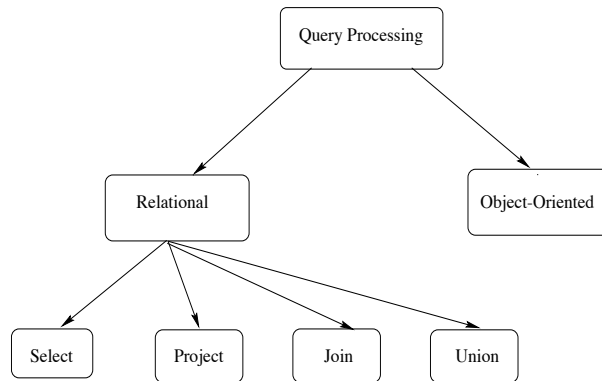 Query Processing
Relational
Object-Oriented
Select
Project
Join
Union